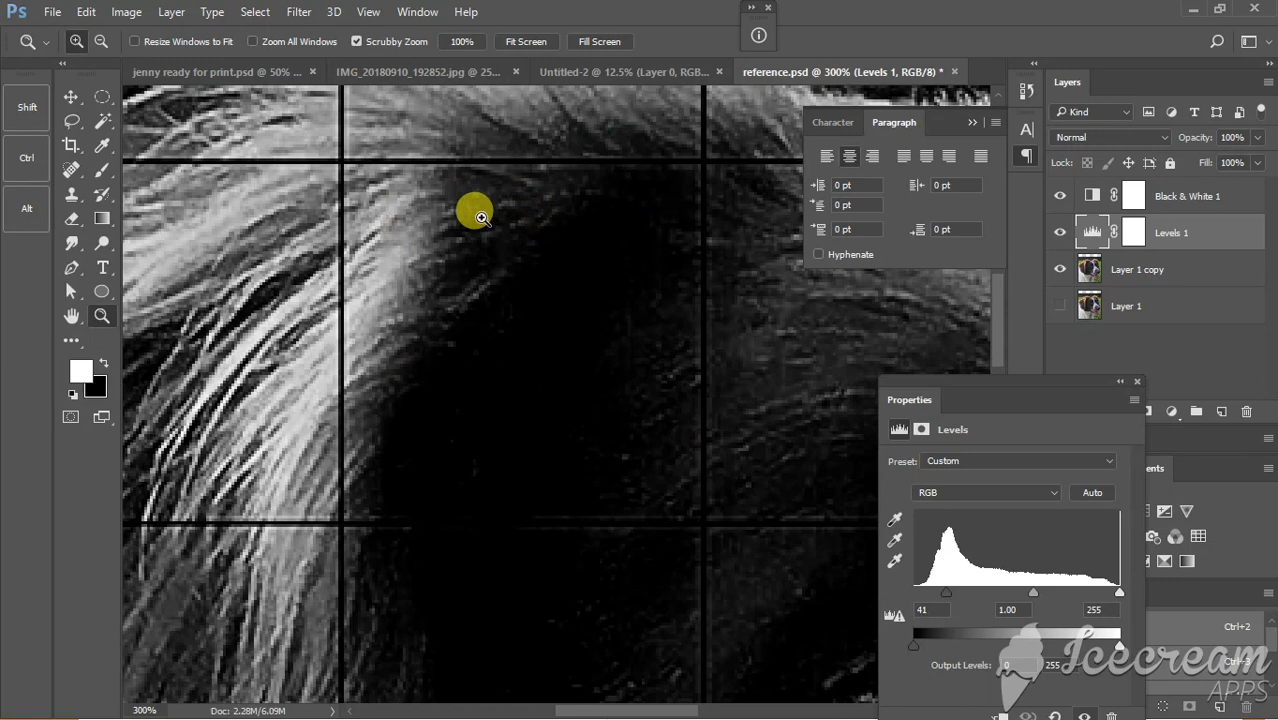 Ps File Edit Image Layer Type Select Filter 3D View Window Help
Resize Windows to Fit Zoom All Windows Scrubby Zoom 100% Fit Screen Fill Screen
jenny ready for print.psd @ 50% ... × IMG_20180910_192852.jpg @ 25... × Untitled-2 @ 12.5% (Layer 0, RGB... × reference.psd @ 300% (Levels 1, RGB/8) * ×
Layers
Shift
Ctrl
Alt
Character Paragraph
0 pt 0 pt
0 pt
0 pt 0 pt
Hyphenate
Kind
Normal Opacity: 100%
Lock: Fill: 100%
Black & White 1
Levels 1
Layer 1 copy
Layer 1
Properties
Levels
Preset: Custom
RGB Auto
41 1.00 255
Output Levels: 0 255
ents
Ctrl+2
Ctrl+3
Icecream
APPS
300% Doc: 2.28M/6.09M